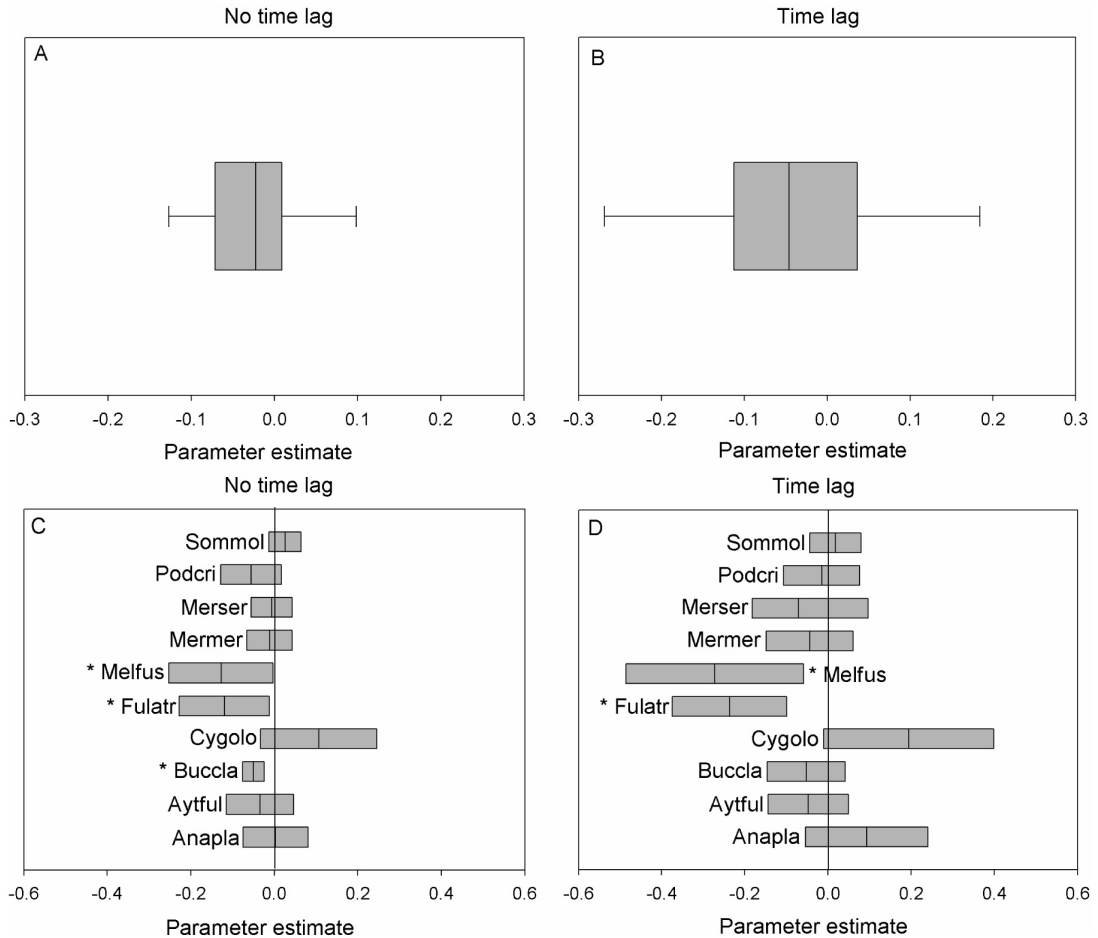 No time lag
A
-0.3 -0.2 -0.1 0.0 0.1 0.2 0.3
Parameter estimate
Time lag
B
-0.3 -0.2 -0.1 0.0 0.1 0.2 0.3
Parameter estimate
No time lag
C
Sommol
Podcri
Merser
Mermer
* Melfus
* Fulatr
Cygolo
* Buccla
Aytful
Anapla
-0.6 -0.4 -0.2 0.0 0.2 0.4 0.6
Parameter estimate
Time lag
D
Sommol
Podcri
Merser
Mermer
* Melfus
* Fulatr
Cygolo
Buccla
Aytful
Anapla
-0.6 -0.4 -0.2 0.0 0.2 0.4 0.6
Parameter estimate